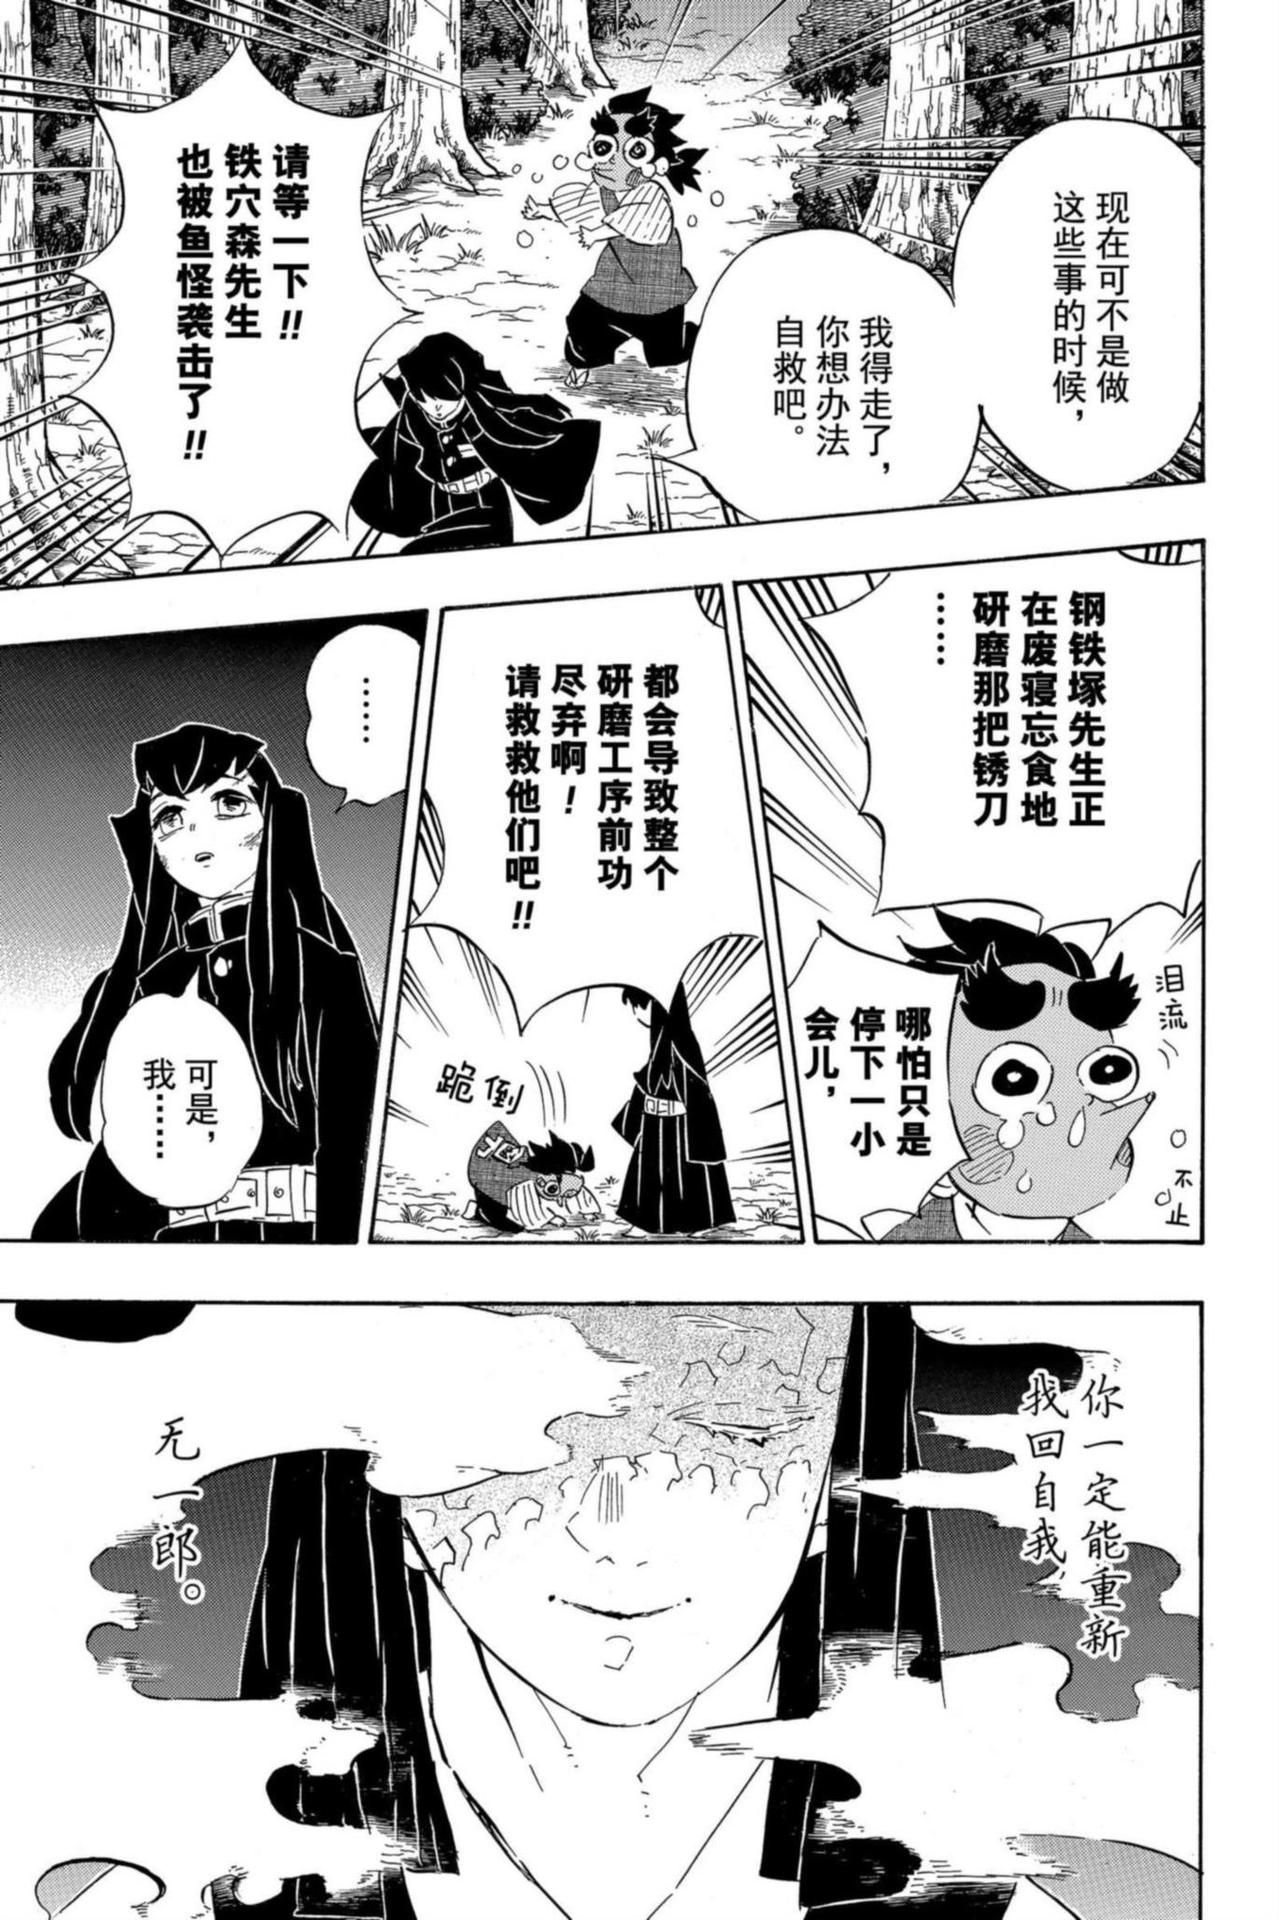 现在可不是做
这些事的时候，
我得走了，
你想办法
自救吧。
请等一下!!
铁穴森先生
也被鱼怪袭击了!!
钢铁塚先生正
在废寝忘食地
研磨那把锈刀
……
哪怕只是
停下一小
会儿，
泪流
不止
都会导致整个
研磨工序前功
尽弃啊！
请救救他们吧!!
跪倒
……
可是，
我……
你一定能重新
找回自我，
无一郎。